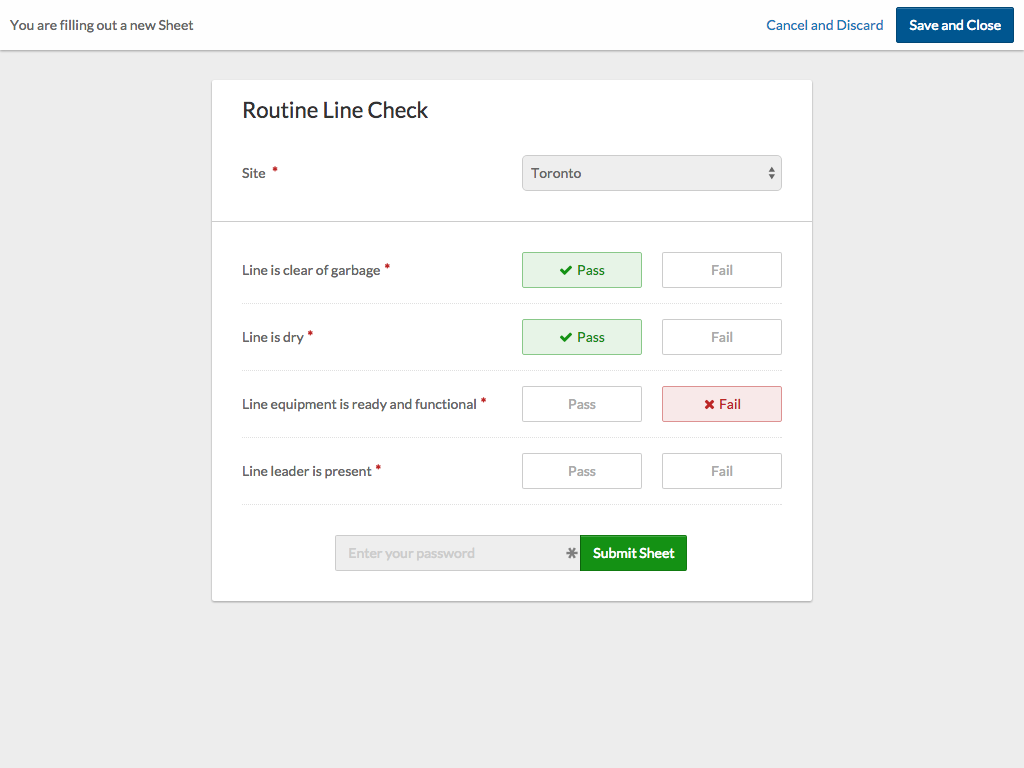 You are filling out a new Sheet
Cancel and Discard
Save and Close
Routine Line Check
Site *
Toronto
Line is clear of garbage *
Pass
Fail
Line is dry *
Pass
Fail
Line equipment is ready and functional *
Pass
Fail
Line leader is present *
Pass
Fail
Enter your password
Submit Sheet